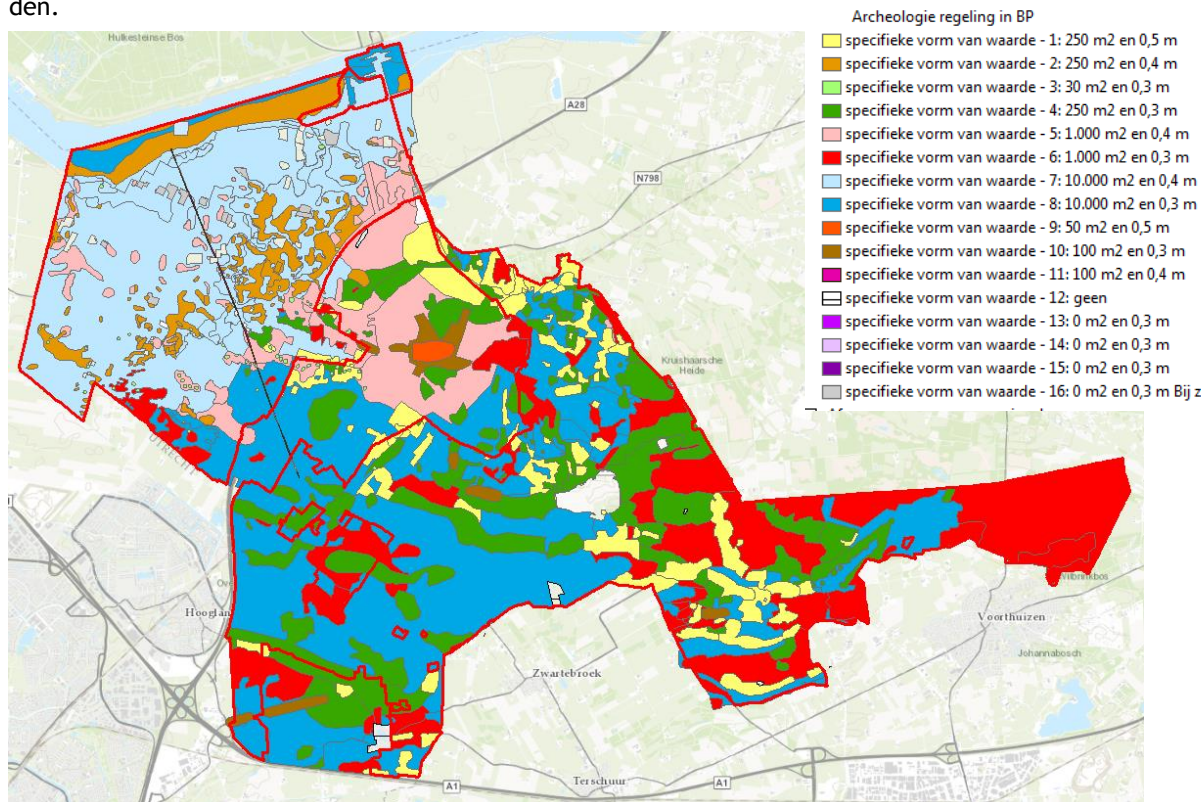 den.
Archeologie regeling in BP
specifieke vorm van waarde - 1: 250 m2 en 0,5 m
specifieke vorm van waarde - 2: 250 m2 en 0,4 m
specifieke vorm van waarde - 3: 30 m2 en 0,3 m
specifieke vorm van waarde - 4: 250 m2 en 0,3 m
specifieke vorm van waarde - 5: 1.000 m2 en 0,4 m
specifieke vorm van waarde - 6: 1.000 m2 en 0,3 m
specifieke vorm van waarde - 7: 10.000 m2 en 0,4 m
specifieke vorm van waarde - 8: 10.000 m2 en 0,3 m
specifieke vorm van waarde - 9: 50 m2 en 0,5 m
specifieke vorm van waarde - 10: 100 m2 en 0,3 m
specifieke vorm van waarde - 11: 100 m2 en 0,4 m
specifieke vorm van waarde - 12: geen
specifieke vorm van waarde - 13: 0 m2 en 0,3 m
specifieke vorm van waarde - 14: 0 m2 en 0,3 m
specifieke vorm van waarde - 15: 0 m2 en 0,3 m
specifieke vorm van waarde - 16: 0 m2 en 0,3 m Bij z
Hulkesteinse Bos
A28
N798
Kruishaarsche
Heide
UTRECHT
Hooglan
Zwartebroek
Voorthuizen
Wilbrinkbos
Johannabosch
Terschuur
A1
A1